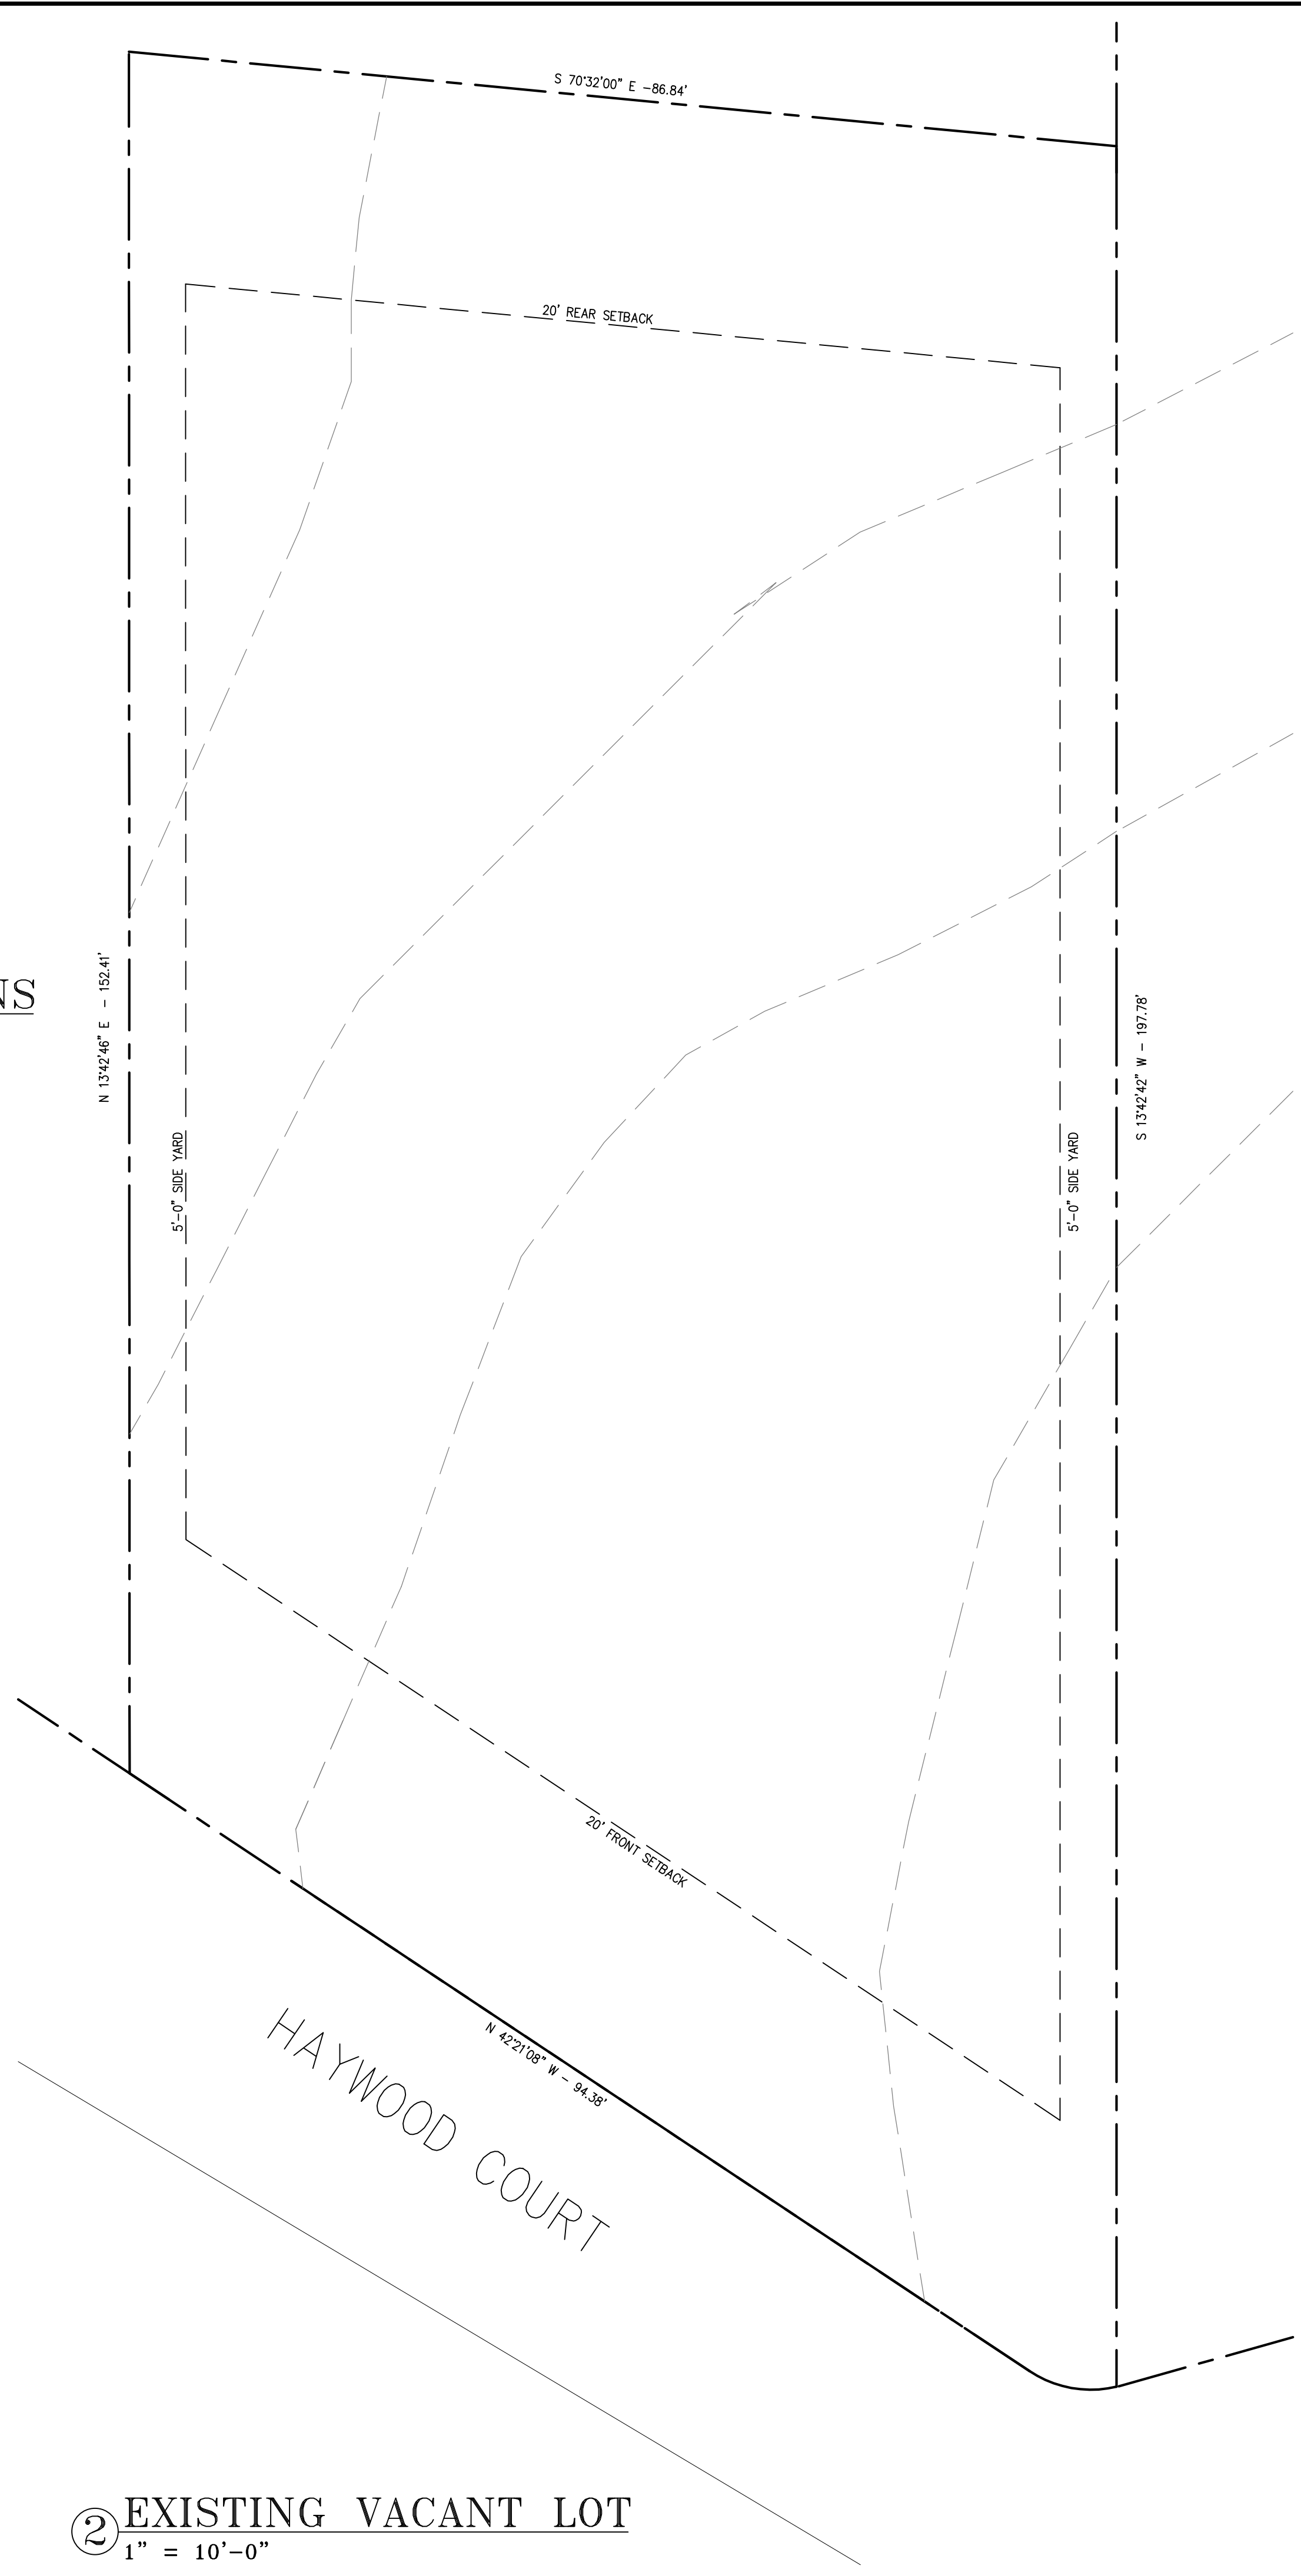 S 70°32'00" E -86.84'
20' REAR SETBACK
NS
N 13°42'46" E - 152.41'
S 13°42'42" W - 197.78'
5'-0" SIDE YARD
5'-0" SIDE YARD
20' FRONT SETBACK
N 42°21'08" W - 94.38'
HAYWOOD COURT
2 EXISTING VACANT LOT
1" = 10'-0"